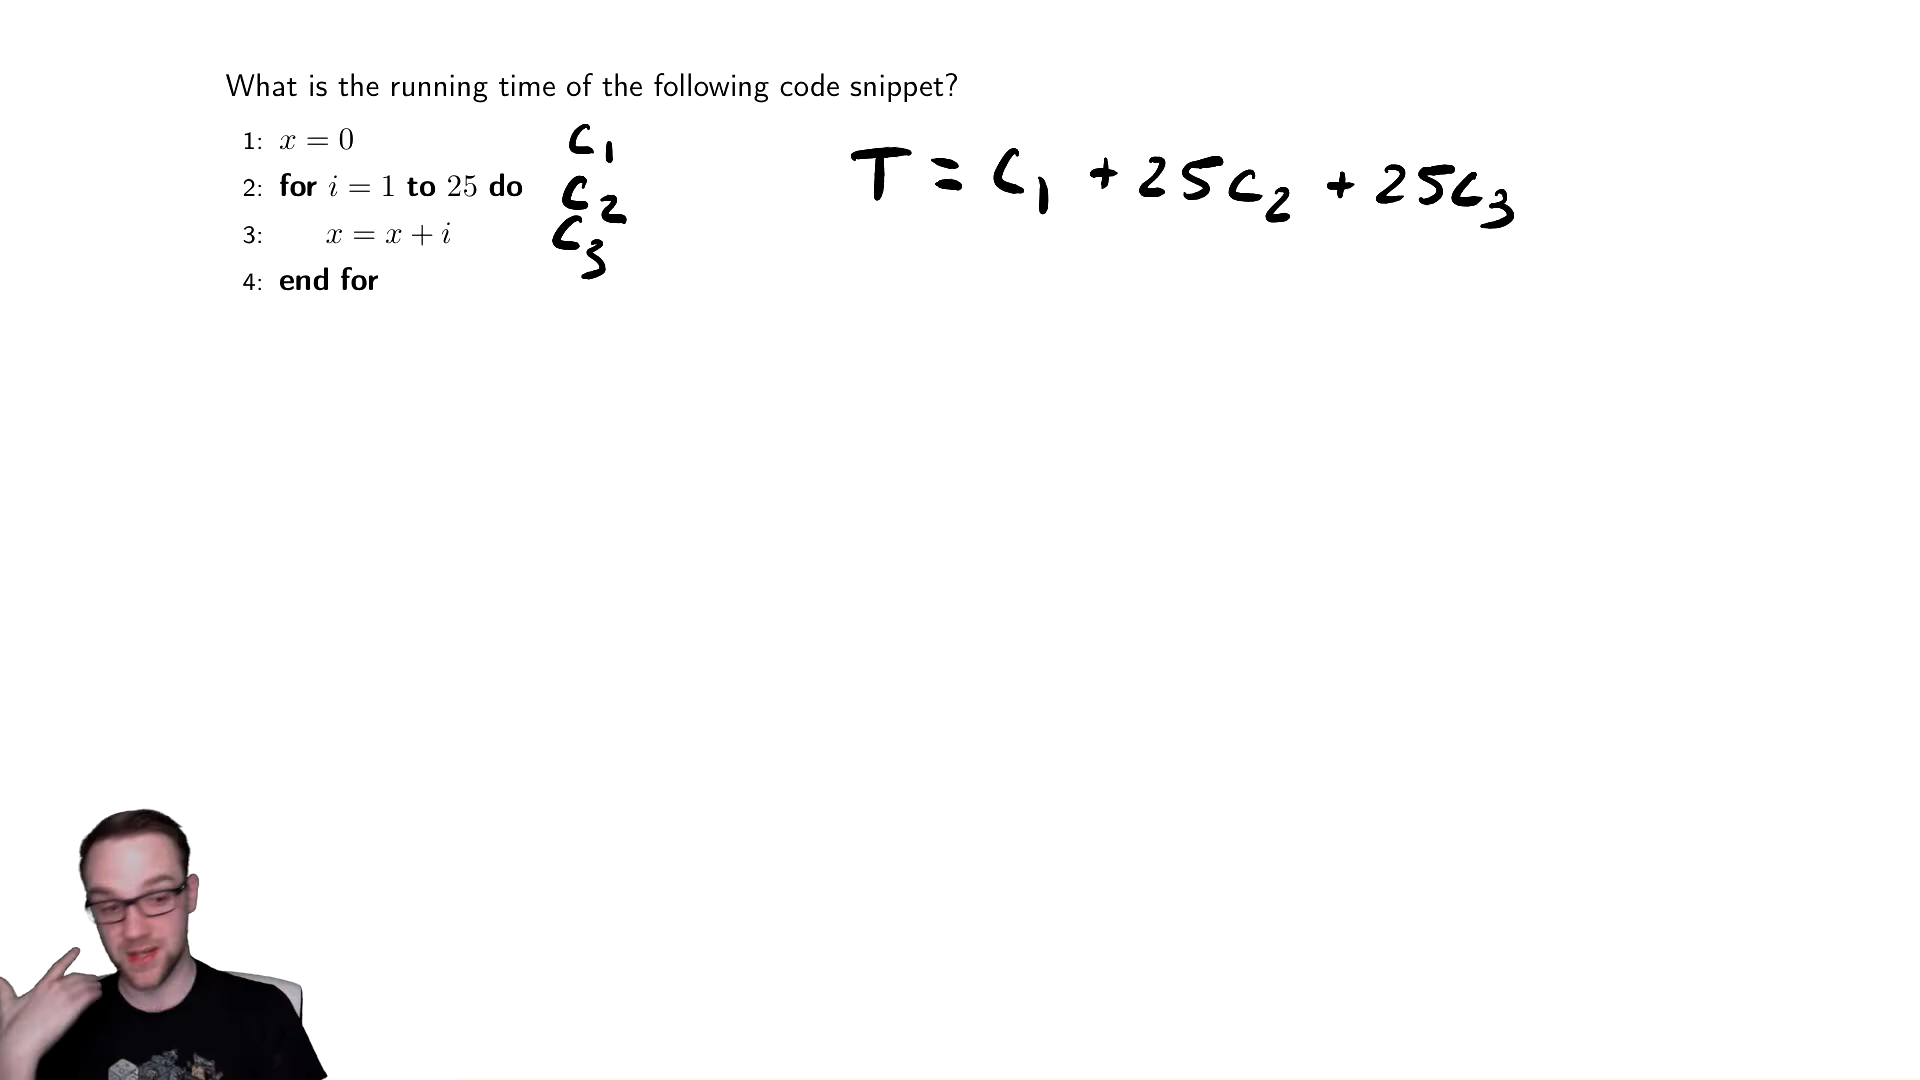 What is the running time of the following code snippet?
1: x = 0 C₁
2: for i = 1 to 25 do C₂
3: x = x + i C₃
4: end for
T = C₁ + 25C₂ + 25C₃